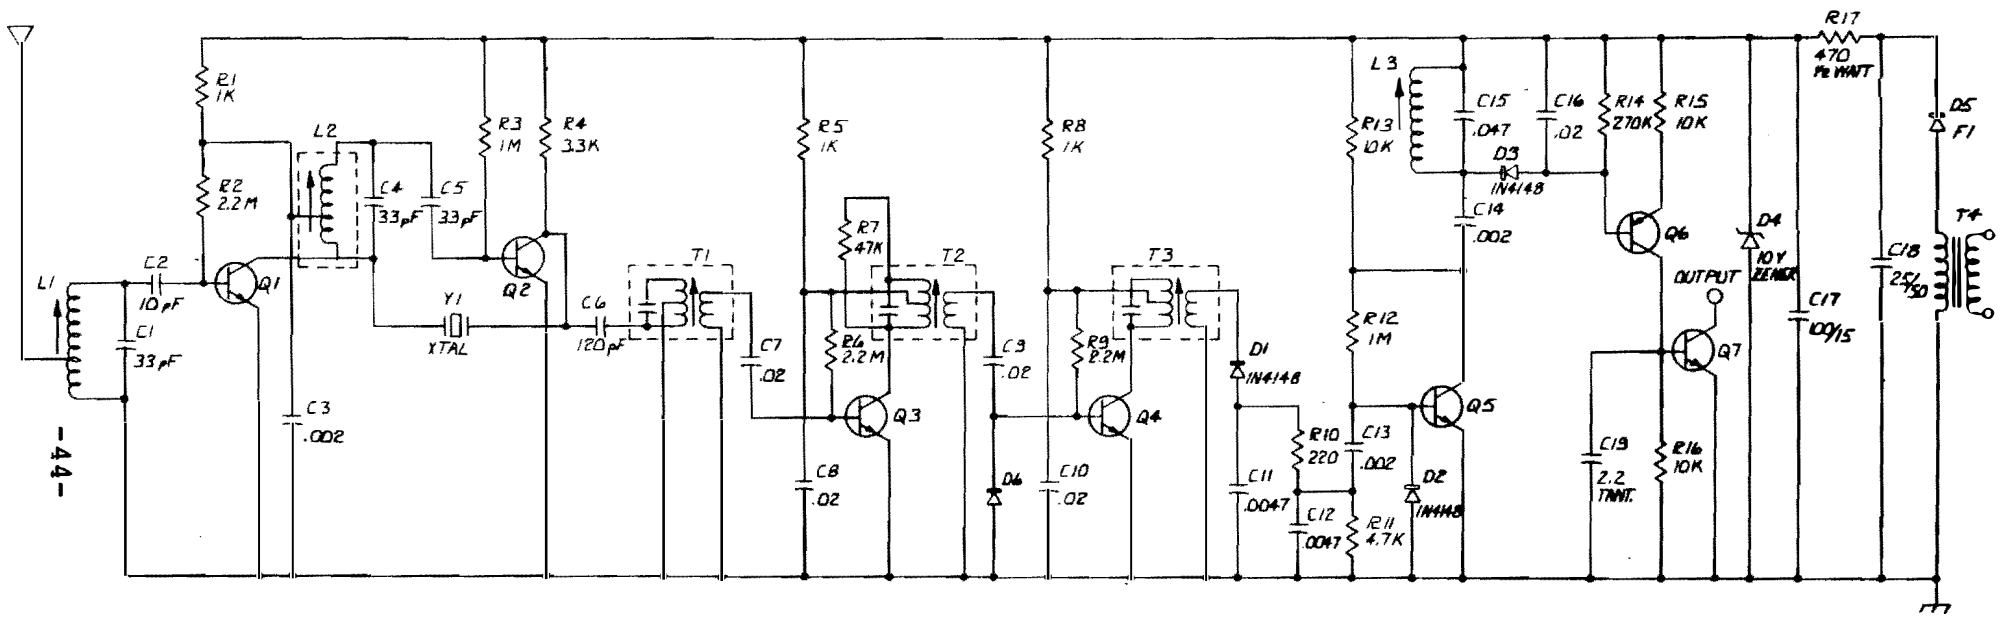 R17
470
1/2 WATT
R1
1K
L2
R3
1M
R4
3.3K
R5
1K
R8
1K
R13
10K
L3
C15
.047
C16
.02
R14
270K
R15
10K
D5
F1
R2
2.2M
C4
33pF
C5
33pF
D3
1N4148
C14
.002
R7
47K
Q6
D4
10V
ZENER
T4
C18
25/50
L1
C2
10pF
Q1
Q2
T1
T2
T3
OUTPUT
C1
33pF
Y1
XTAL
C6
120pF
C7
.02
R6
2.2M
C9
.02
R9
2.2M
D1
1N4148
R12
1M
Q7
C17
100/15
C3
.002
Q3
Q4
Q5
-44-
C8
.02
D6
C10
.02
C11
.0047
R10
220
C13
.002
D2
1N4148
C12
.0047
R11
4.7K
C19
2.2
TANT.
R16
10K